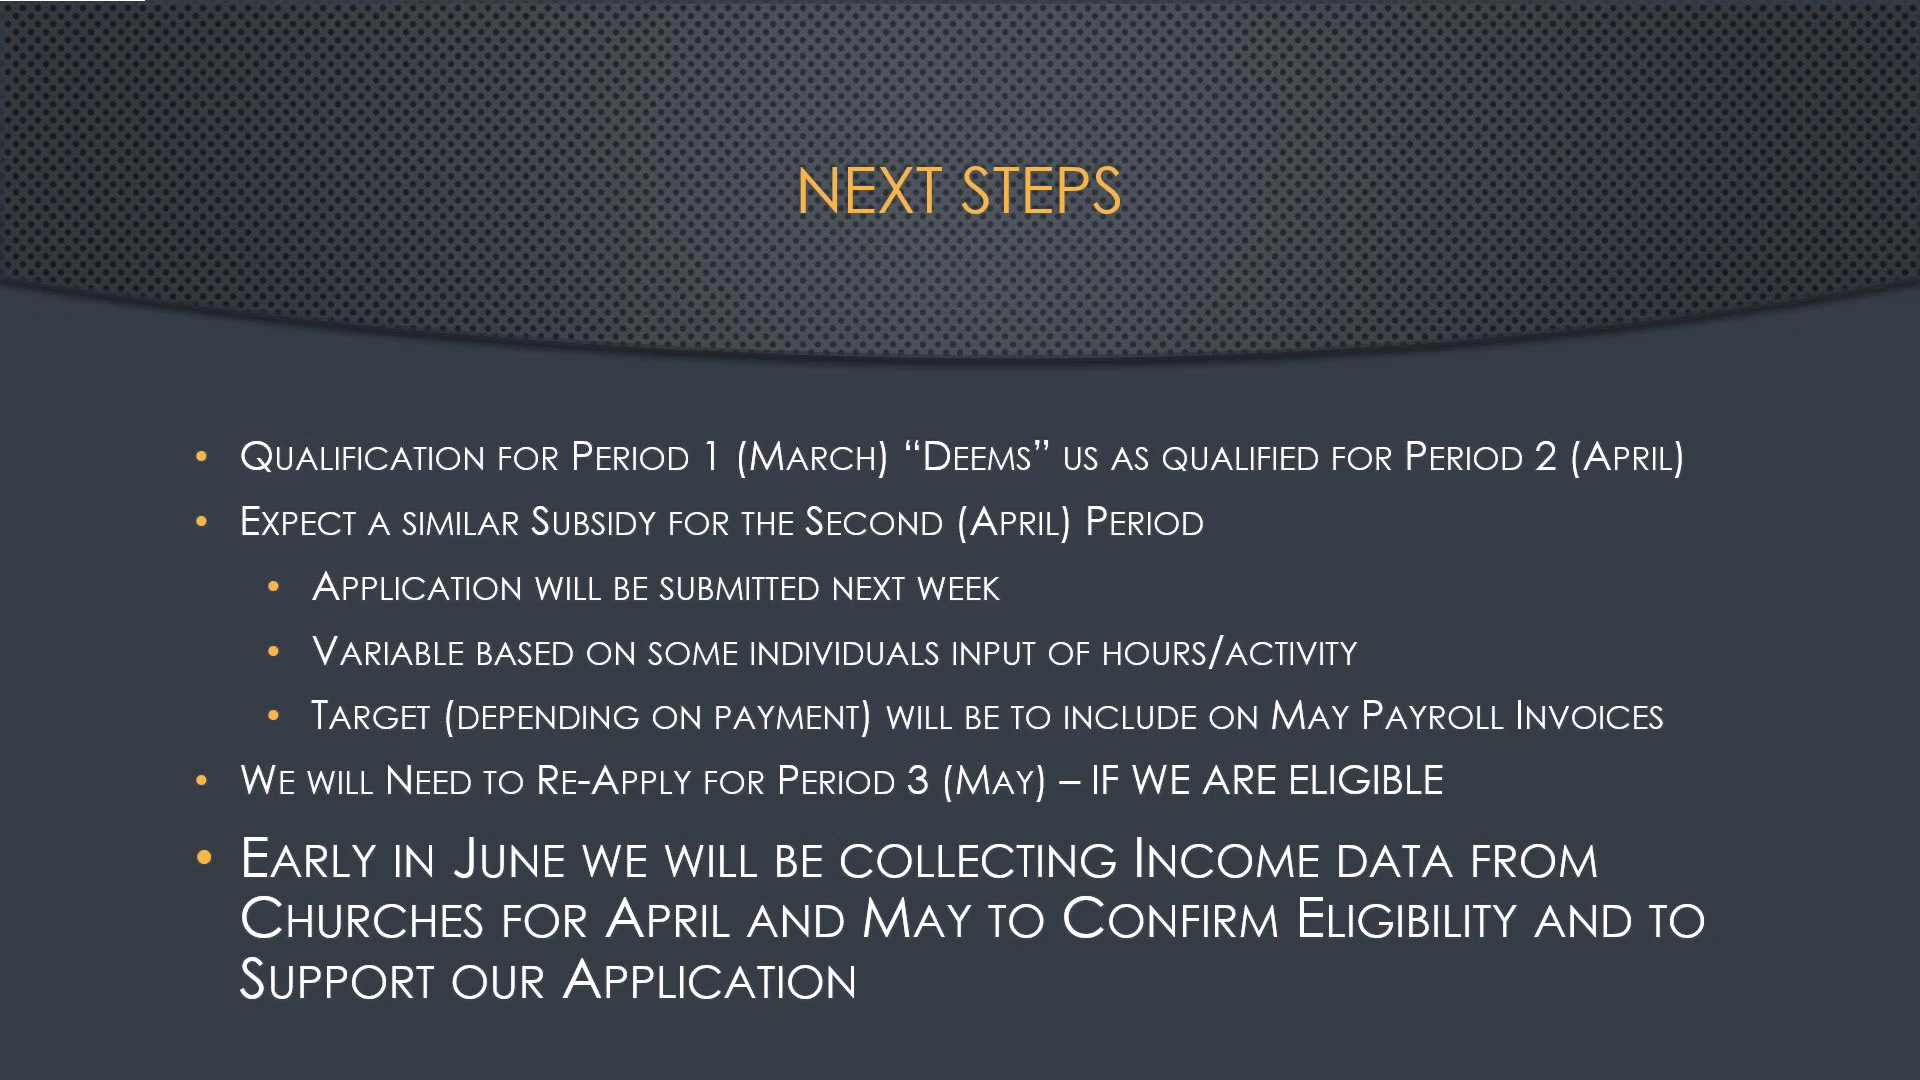 NEXT STEPS
• Qualification for Period 1 (March) “Deems” us as qualified for Period 2 (April)
• Expect a similar Subsidy for the Second (April) Period
• Application will be submitted next week
• Variable based on some individuals input of hours/activity
• Target (depending on payment) will be to include on May Payroll Invoices
• We will Need to Re-Apply for Period 3 (May) – IF WE ARE ELIGIBLE
• Early in June we will be collecting Income data from
Churches for April and May to Confirm Eligibility and to
Support our Application